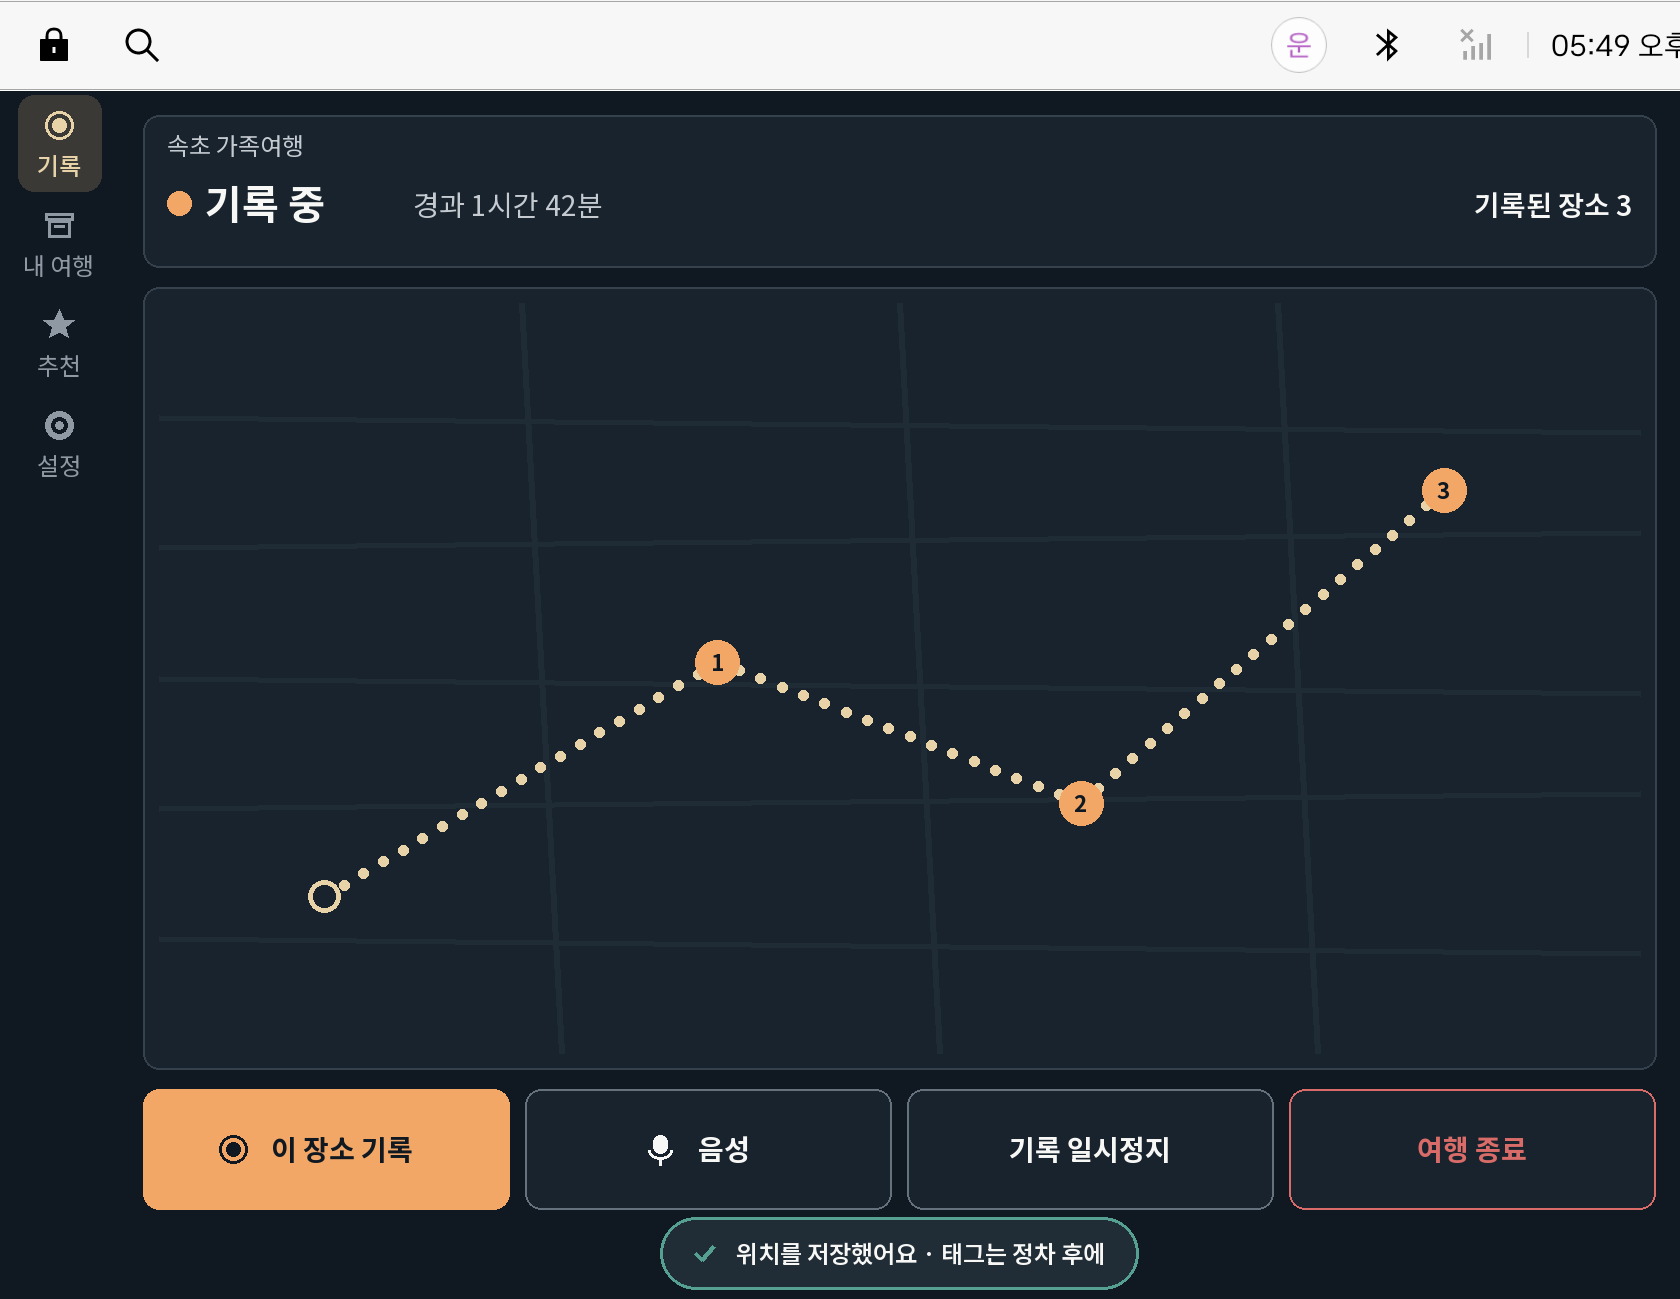 운
05:49 오후
기록
내 여행
추천
설정
속초 가족여행
기록 중
경과 1시간 42분
기록된 장소 3
3
1
2
이 장소 기록
음성
기록 일시정지
여행 종료
위치를 저장했어요 · 태그는 정차 후에